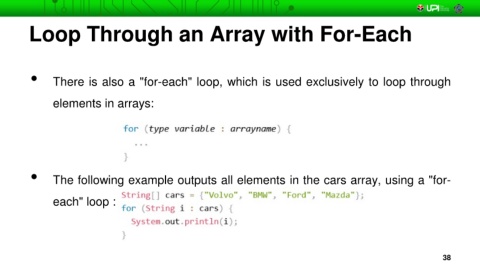 UPI
Loop Through an Array with For-Each
• There is also a "for-each" loop, which is used exclusively to loop through
elements in arrays:
for (type variable : arrayname) {
...
}
• The following example outputs all elements in the cars array, using a "for-
each" loop :
String[] cars = {"Volvo", "BMW", "Ford", "Mazda"};
for (String i : cars) {
System.out.println(i);
}
38